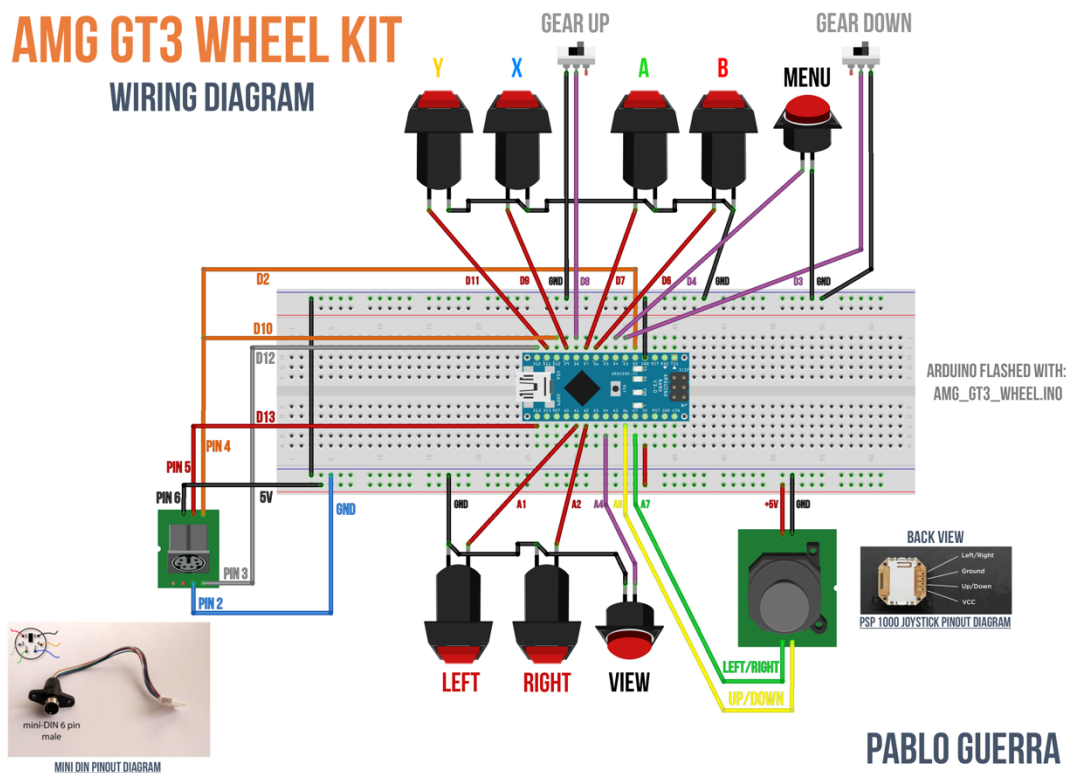 AMG GT3 WHEEL KIT
WIRING DIAGRAM
GEAR UP
GEAR DOWN
Y
X
A
B
MENU
D2
D11
D9
GND
D8
D7
D6
D4
GND
D3
GND
D10
D12
D13
ARDUINO FLASHED WITH:
AMG_GT3_WHEEL.INO
PIN 4
PIN 5
PIN 6
5V
GND
GND
A1
A2
A4
A7
+5V
GND
PIN 3
PIN 2
BACK VIEW
Left/Right
Ground
Up/Down
VCC
PSP 1000 JOYSTICK PINOUT DIAGRAM
LEFT
RIGHT
VIEW
LEFT/RIGHT
UP/DOWN
mini-DIN 6 pin
male
MINI DIN PINOUT DIAGRAM
PABLO GUERRA